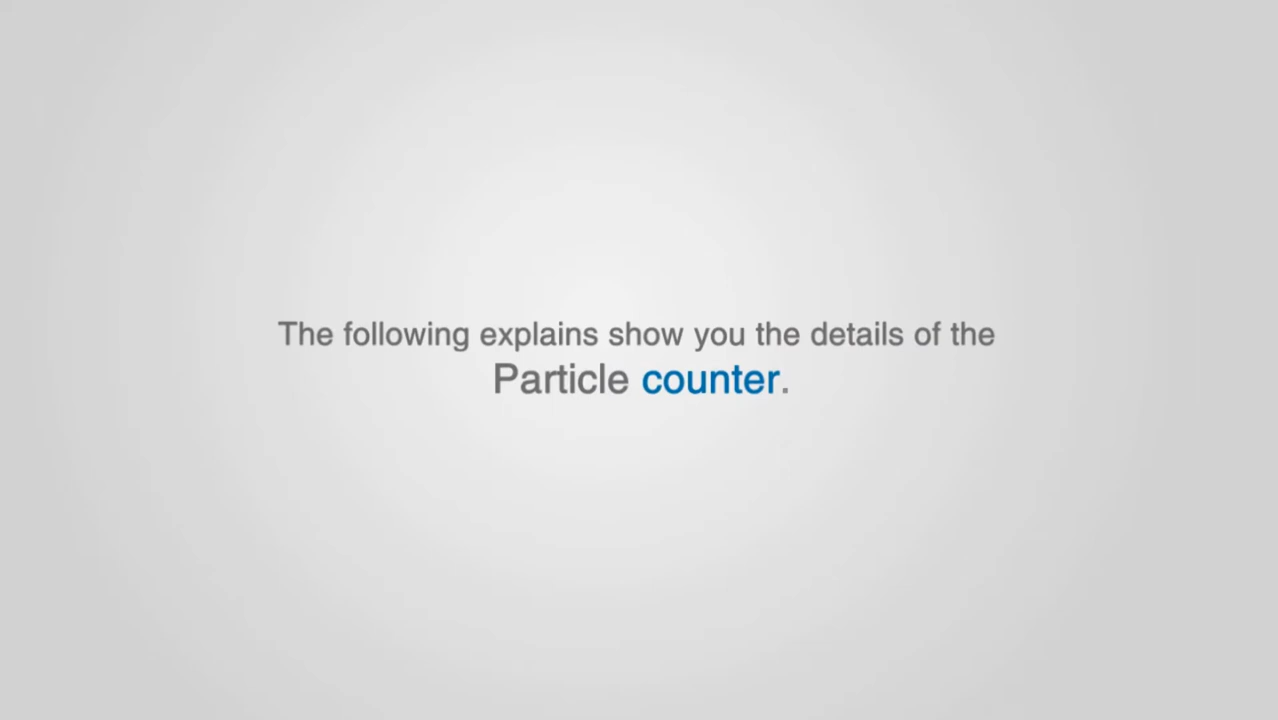 The following explains show you the details of the
Particle counter.